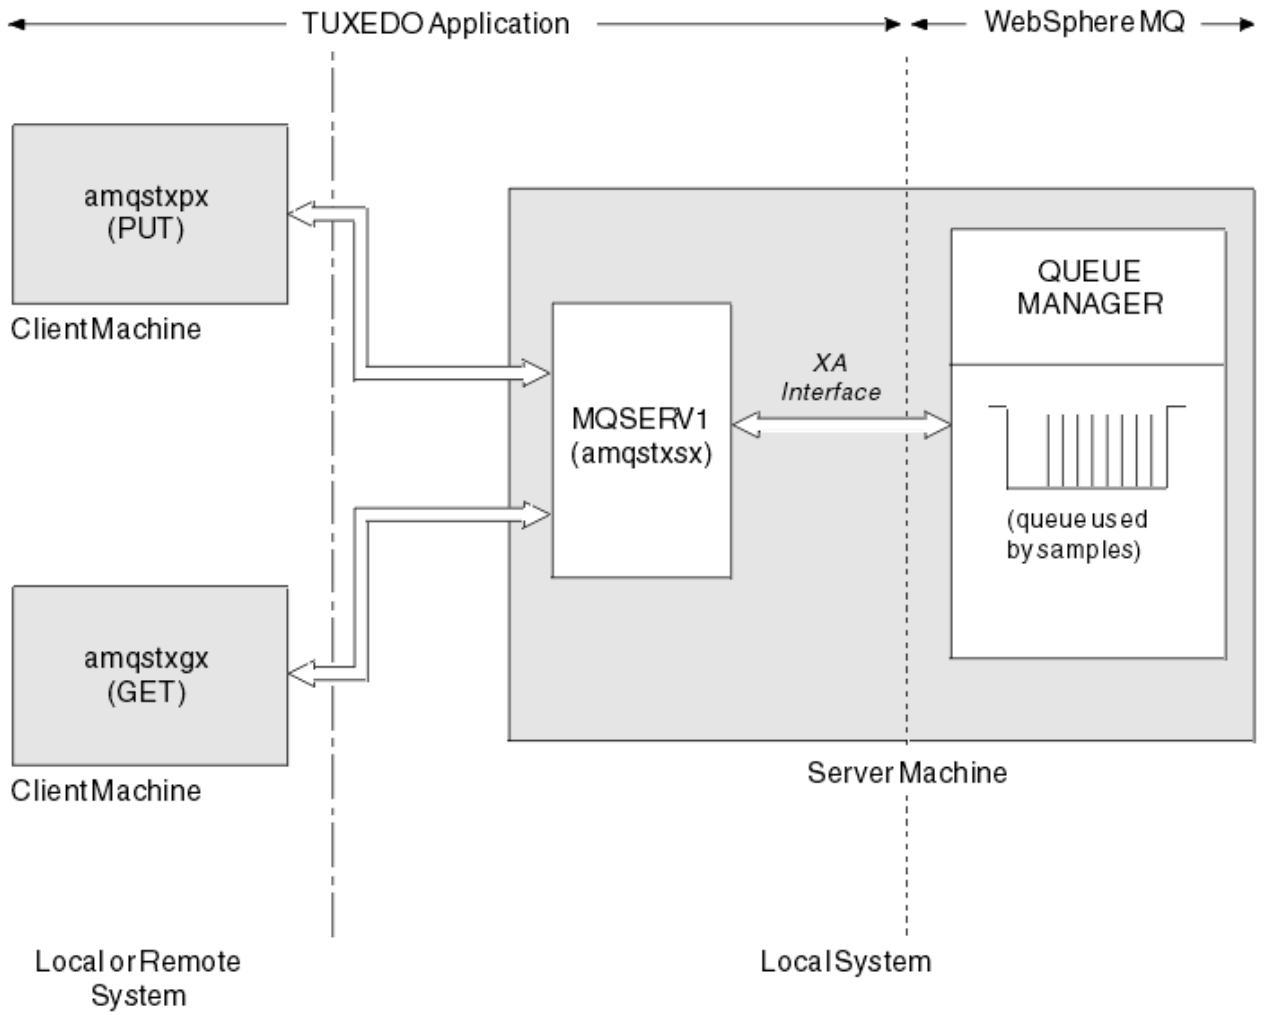 TUXEDO Application
WebSphere MQ
amqstxpx
(PUT)
Client Machine
QUEUE
MANAGER
XA
Interface
MQSERV1
(amqstxsx)
(queue used
by samples)
amqstxgx
(GET)
Client Machine
Server Machine
Local or Remote
System
Local System